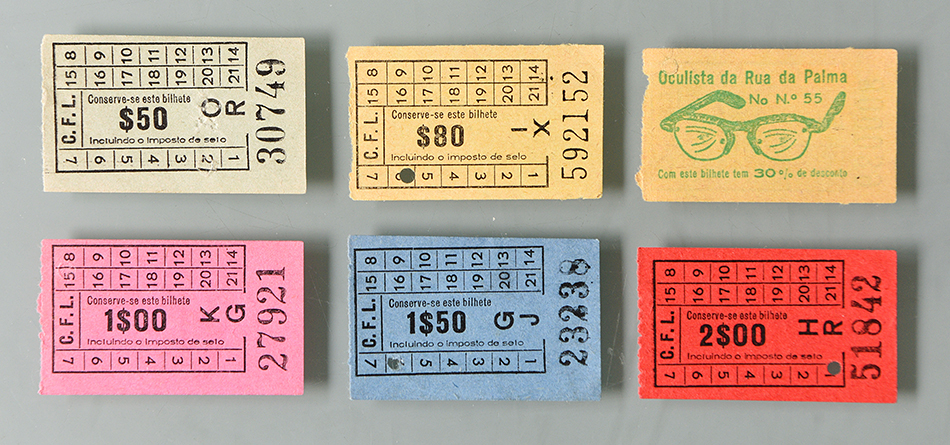 8 9 10 11 12 13 14
15 16 17 18 19 20 21
C.F.L.
Conserve-se este bilhete
$50
O
R
Incluindo o imposto de selo
7 6 5 4 3 2 1
30749
8 9 10 11 12 13 14
15 16 17 18 19 20 21
C.F.L.
Conserve-se este bilhete
$80
I
X
Incluindo o imposto de selo
7 5 4 3 2 1
592152
Oculista da Rua da Palma
No N.º 55
Com este bilhete tem 30% de desconto
8 9 10 11 12 13 14
15 16 17 18 19 20 21
C.F.L.
Conserve-se este bilhete
1$00
K
G
Incluindo o imposto de selo
7 6 5 4 3 2 1
27921
8 9 10 11 12 13 14
15 16 17 18 19 20 21
C.F.L.
Conserve-se este bilhete
1$50
G
J
Incluindo o imposto de selo
7 5 4 3 2 1
23238
8 9 10 11 12 13 14
15 16 17 18 19 20 21
C.F.L.
Conserve-se este bilhete
2$00
H
R
Incluindo o imposto de selo
7 6 5 4 3 2 1
51842